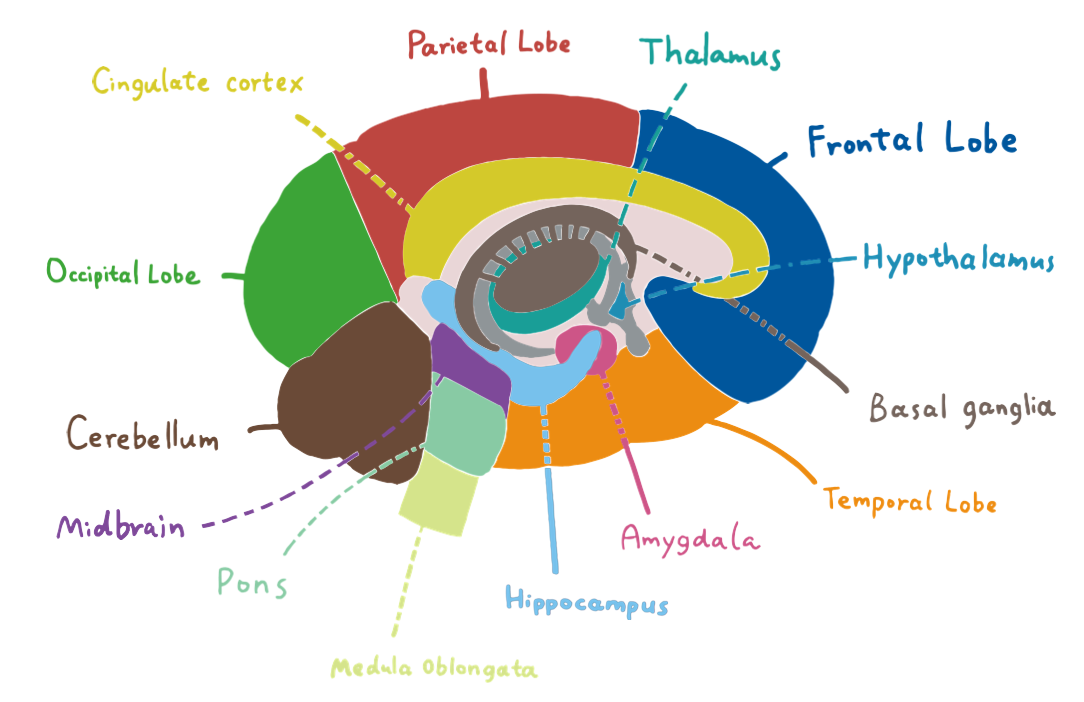 Parietal Lobe
Thalamus
Cingulate cortex
Frontal Lobe
Hypothalamus
Occipital Lobe
Basal ganglia
Cerebellum
Temporal Lobe
Midbrain
Amygdala
Pons
Hippocampus
Medula Oblongata